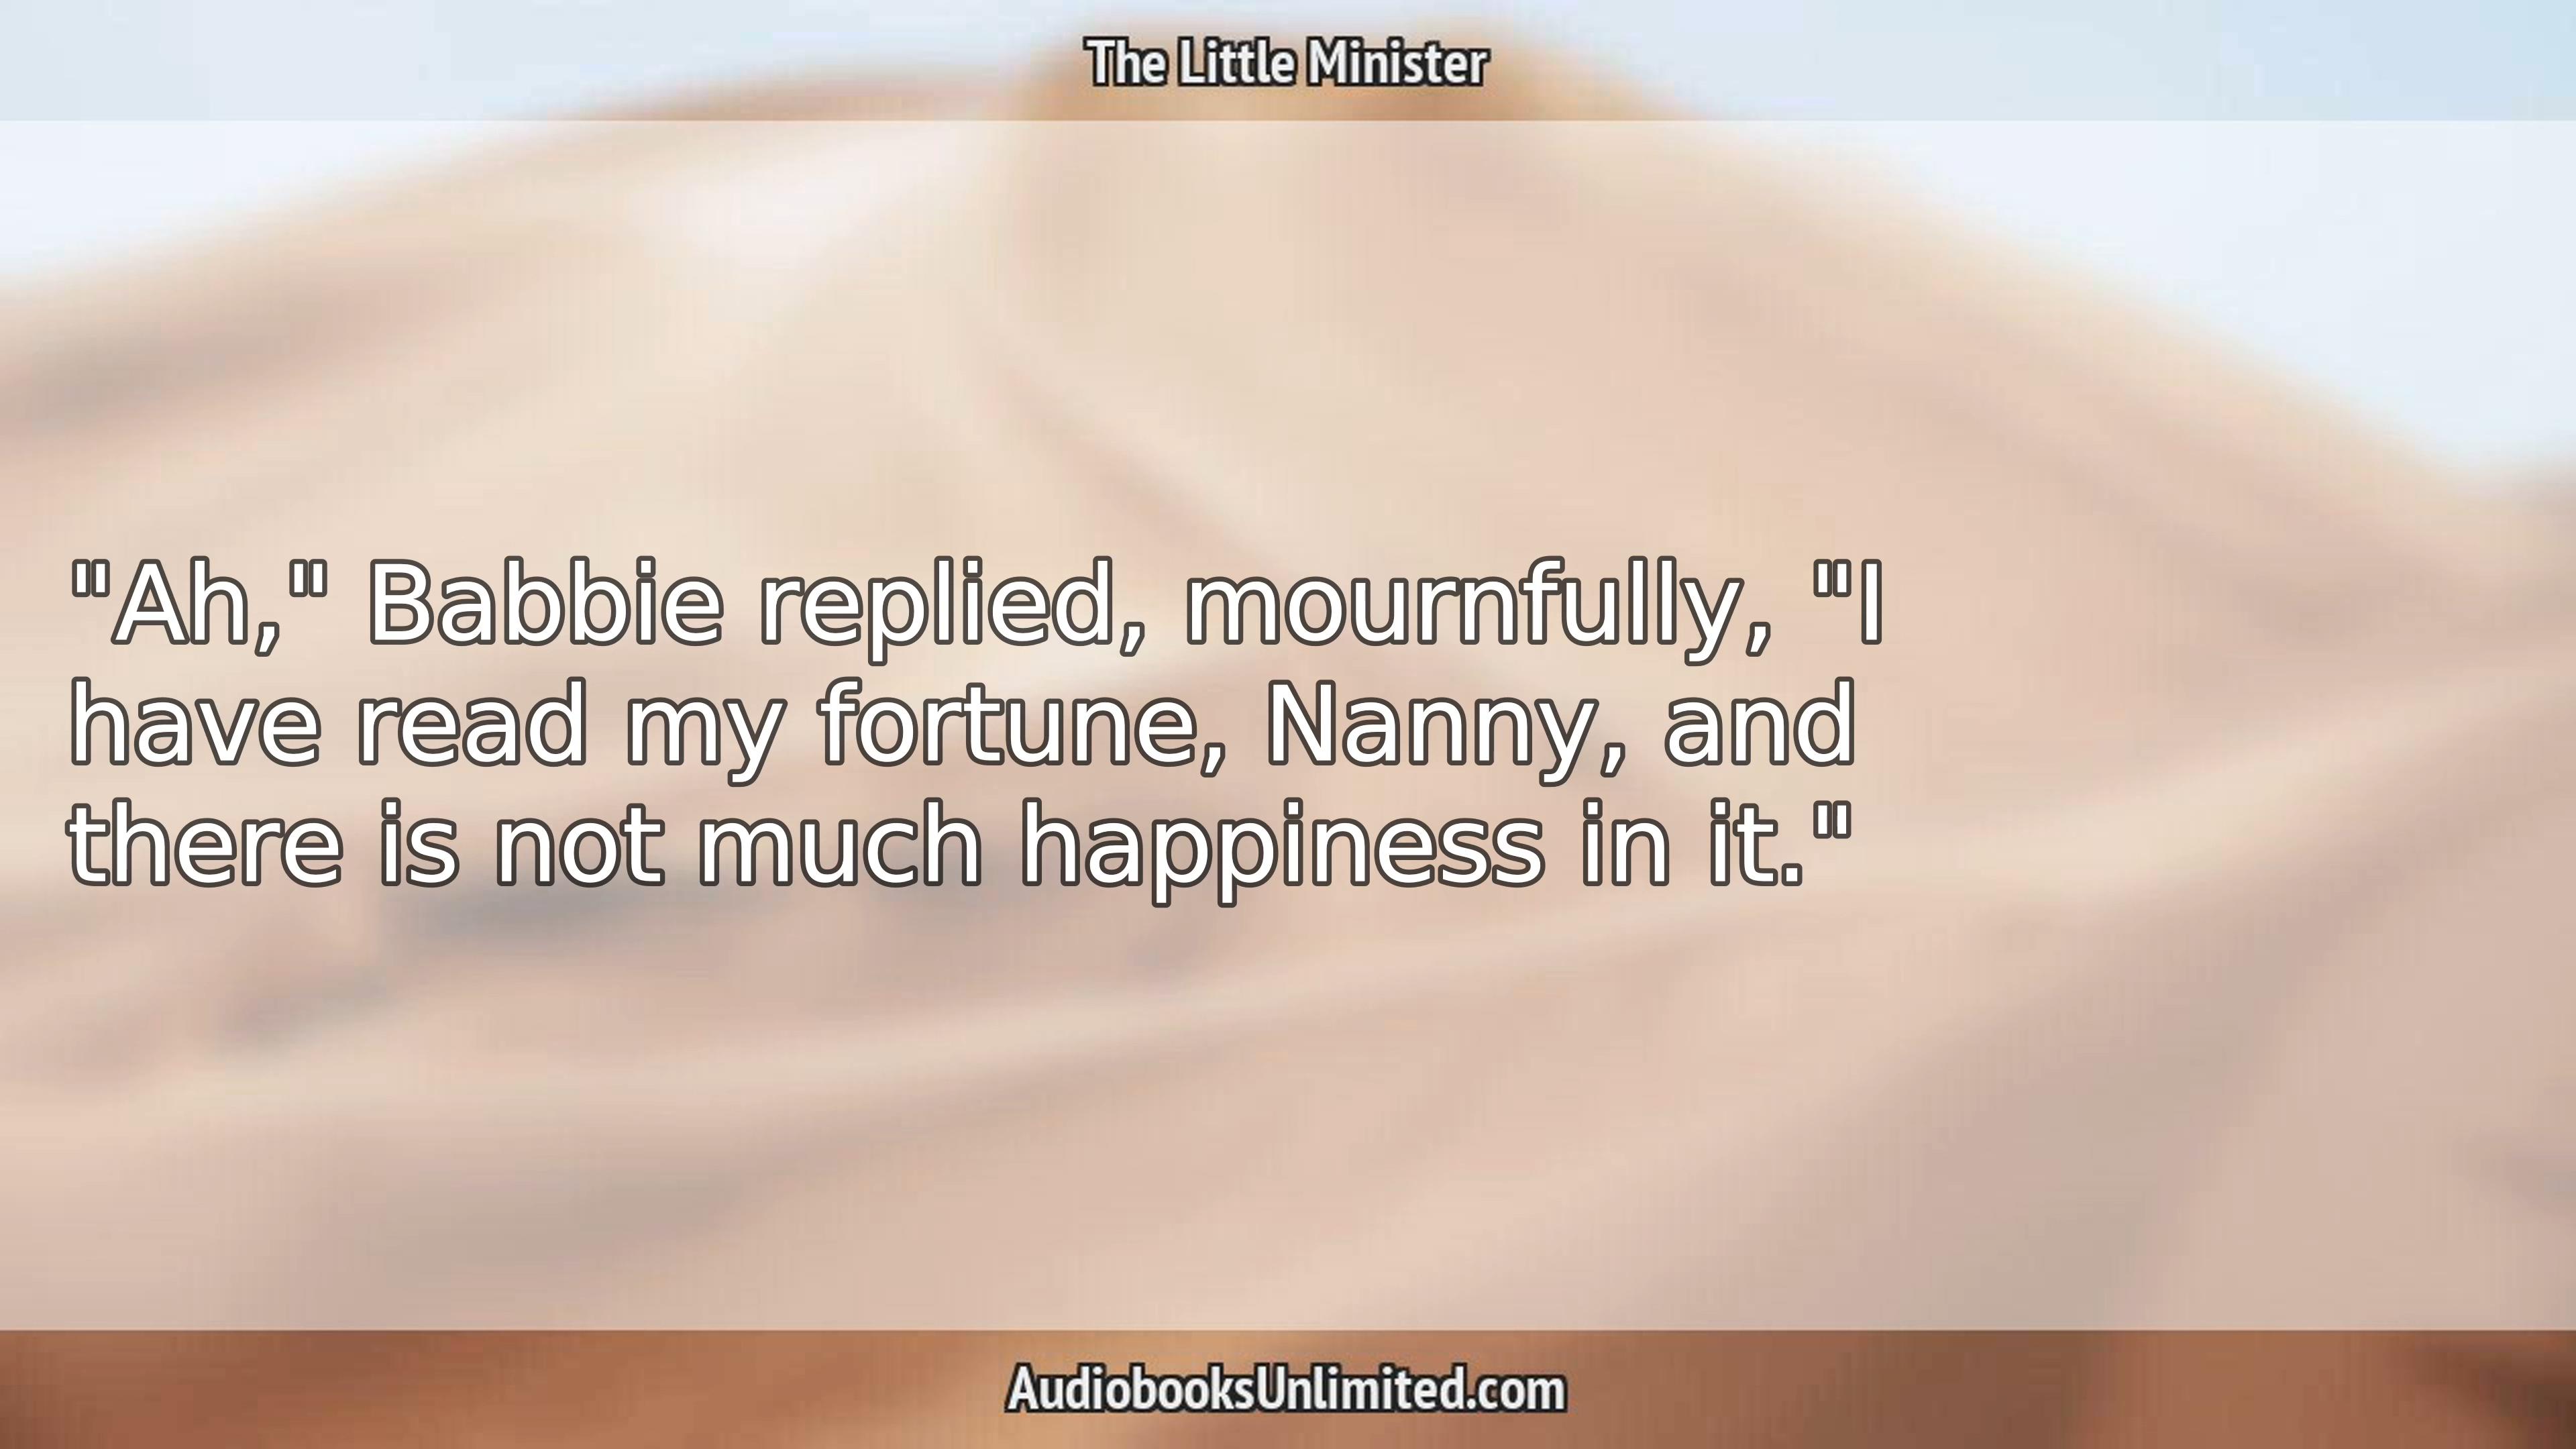 The Little Minister
"Ah," Babbie replied, mournfully, "I
have read my fortune, Nanny, and
there is not much happiness in it."
AudiobooksUnlimited.com